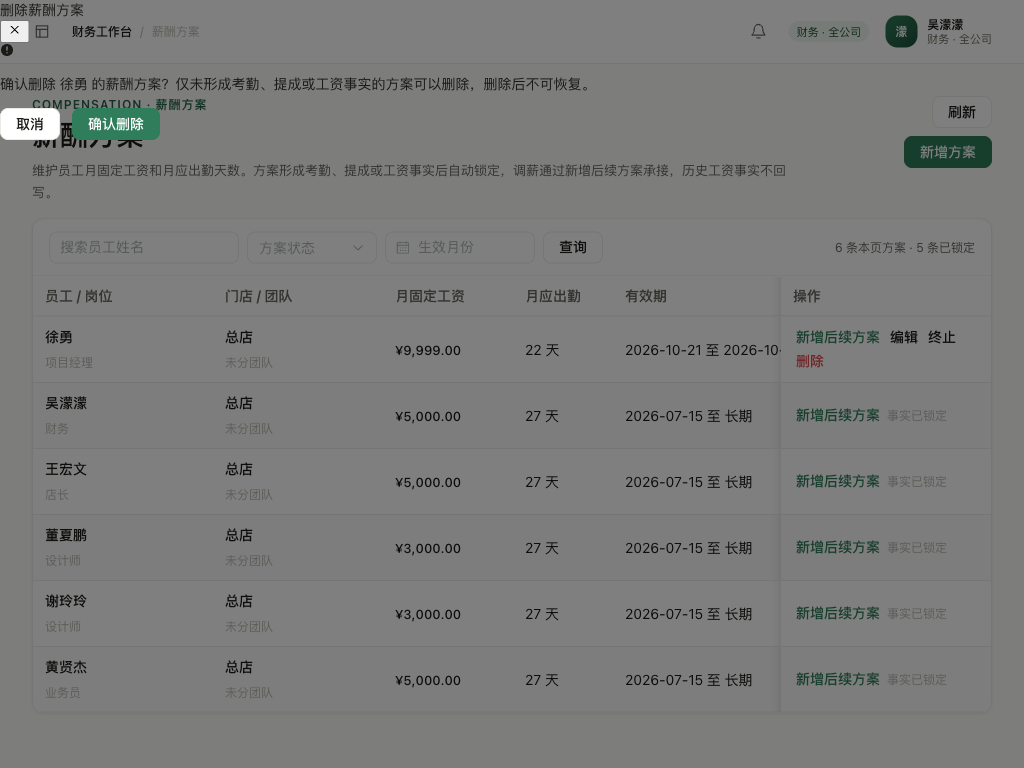 删除薪酬方案
财务工作台 / 薪酬方案
财务 · 全公司
濛
吴濛濛
财务 · 全公司
确认删除 徐勇 的薪酬方案？仅未形成考勤、提成或工资事实的方案可以删除，删除后不可恢复。
COMPENSATION · 薪酬方案
取消
确认删除
薪酬方案
刷新
新增方案
维护员工月固定工资和月应出勤天数。方案形成考勤、提成或工资事实后自动锁定，调薪通过新增后续方案承接，历史工资事实不回
写。
搜索员工姓名 方案状态 生效月份 查询 6 条本页方案 · 5 条已锁定
员工 / 岗位 门店 / 团队 月固定工资 月应出勤 有效期 操作
徐勇 总店 ¥9,999.00 22 天 2026-10-21 至 2026-10- 新增后续方案 编辑 终止
项目经理 未分团队 删除
吴濛濛 总店 ¥5,000.00 27 天 2026-07-15 至 长期 新增后续方案 事实已锁定
财务 未分团队
王宏文 总店 ¥5,000.00 27 天 2026-07-15 至 长期 新增后续方案 事实已锁定
店长 未分团队
董夏鹏 总店 ¥3,000.00 27 天 2026-07-15 至 长期 新增后续方案 事实已锁定
设计师 未分团队
谢玲玲 总店 ¥3,000.00 27 天 2026-07-15 至 长期 新增后续方案 事实已锁定
设计师 未分团队
黄贤杰 总店 ¥5,000.00 27 天 2026-07-15 至 长期 新增后续方案 事实已锁定
业务员 未分团队